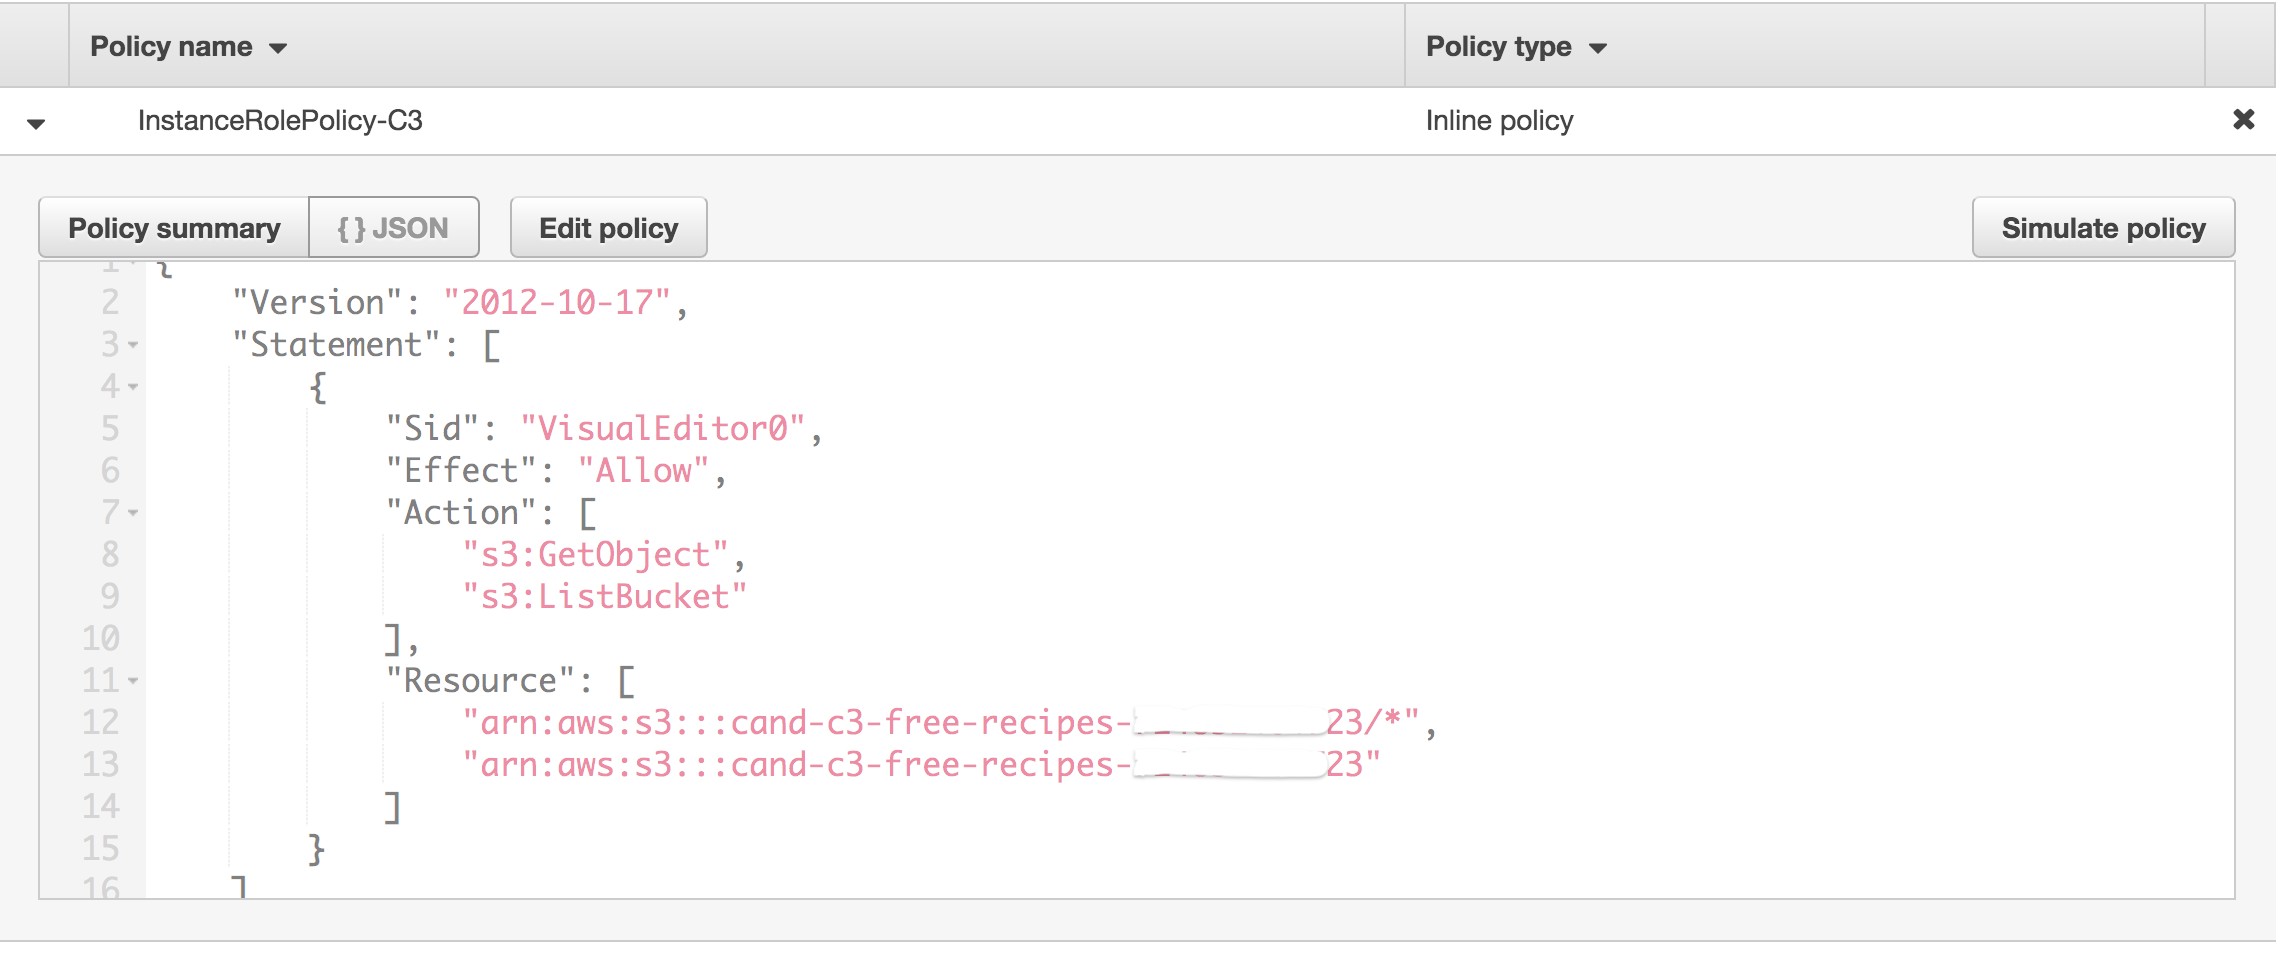 Policy name Policy type
InstanceRolePolicy-C3 Inline policy
Policy summary { } JSON Edit policy Simulate policy
1 {
2 "Version": "2012-10-17",
3 "Statement": [
4 {
5 "Sid": "VisualEditor0",
6 "Effect": "Allow",
7 "Action": [
8 "s3:GetObject",
9 "s3:ListBucket"
10 ],
11 "Resource": [
12 "arn:aws:s3:::cand-c3-free-recipes- 23/*",
13 "arn:aws:s3:::cand-c3-free-recipes- 23"
14 ]
15 }
16 ]